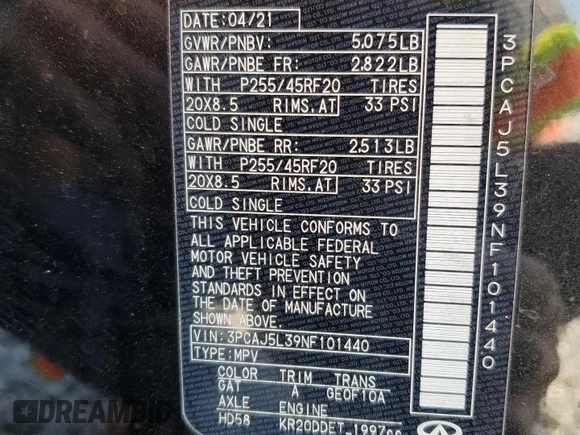 DATE: 04/21
GVWR/PNBV: 5,075LB
GAWR/PNBE FR: 2,822LB
WITH P255/45RF20 TIRES
20X8.5 RIMS,AT 33 PSI
COLD SINGLE
GAWR/PNBE RR: 2,513LB
WITH P255/45RF20 TIRES
20X8.5 RIMS,AT 33 PSI
COLD SINGLE
THIS VEHICLE CONFORMS TO
ALL APPLICABLE FEDERAL
MOTOR VEHICLE SAFETY
AND THEFT PREVENTION
STANDARDS IN EFFECT ON
THE DATE OF MANUFACTURE
SHOWN ABOVE.
VIN: 3PCAJ5L39NF101440
TYPE: MPV
COLOR TRIM TRANS
GAT A GE0F10A
AXLE ENGINE
HD58 KR20DDET-1997cc
3PCAJ5L39NF101440
DREAMBID